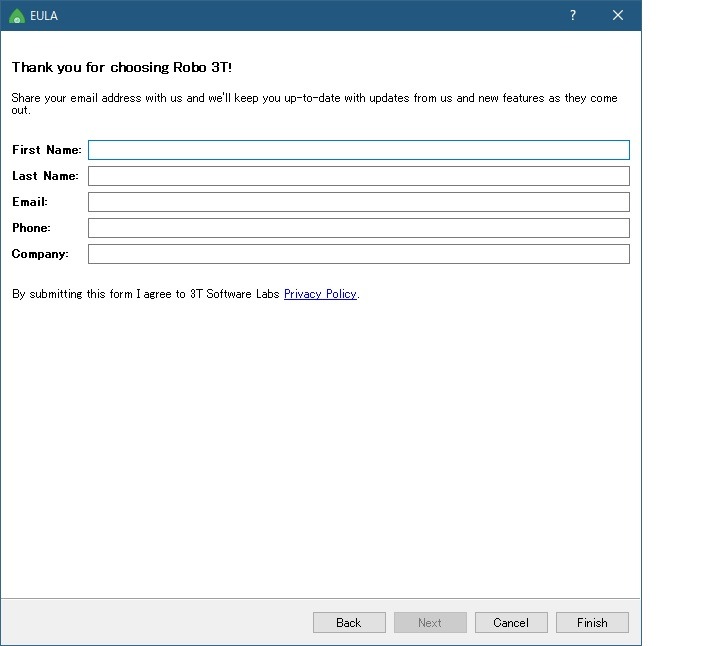 EULA
Thank you for choosing Robo 3T!
Share your email address with us and we'll keep you up-to-date with updates from us and new features as they come
out.
First Name:
Last Name:
Email:
Phone:
Company:
By submitting this form I agree to 3T Software Labs Privacy Policy.
Back Next Cancel Finish